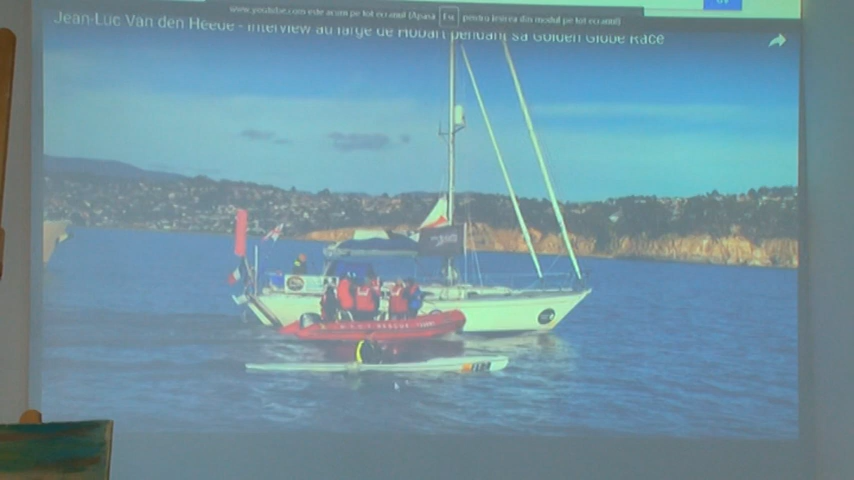 www.youtube.com este acum pe tot ecranul (Apasă Esc pentru ieșirea din modul pe tot ecranul)
Jean-Luc Van den Heede - Interview au large de Hobart pendant sa Golden Globe Race
RESCUE